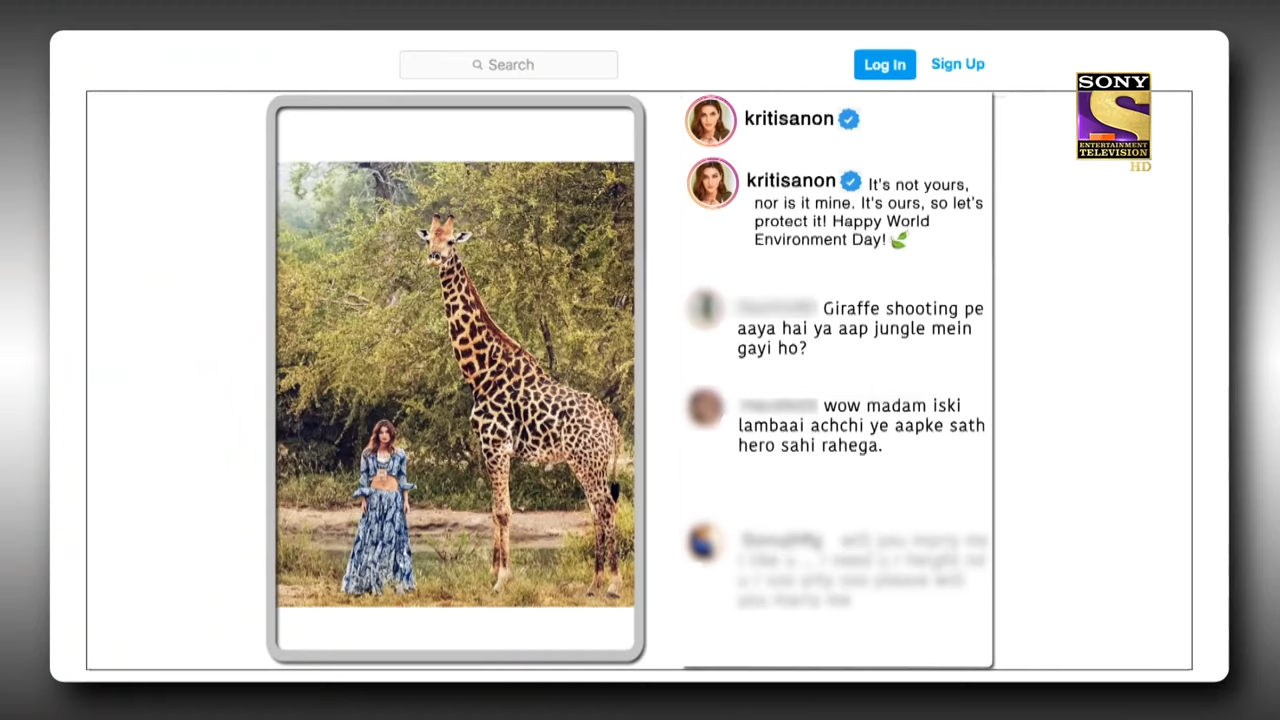 Search
Log In
Sign Up
SONY
ENTERTAINMENT
TELEVISION
HD
kritisanon
kritisanon It's not yours,
nor is it mine. It's ours, so let's
protect it! Happy World
Environment Day!
Giraffe shooting pe
aaya hai ya aap jungle mein
gayi ho?
wow madam iski
lambaai achchi ye aapke sath
hero sahi rahega.